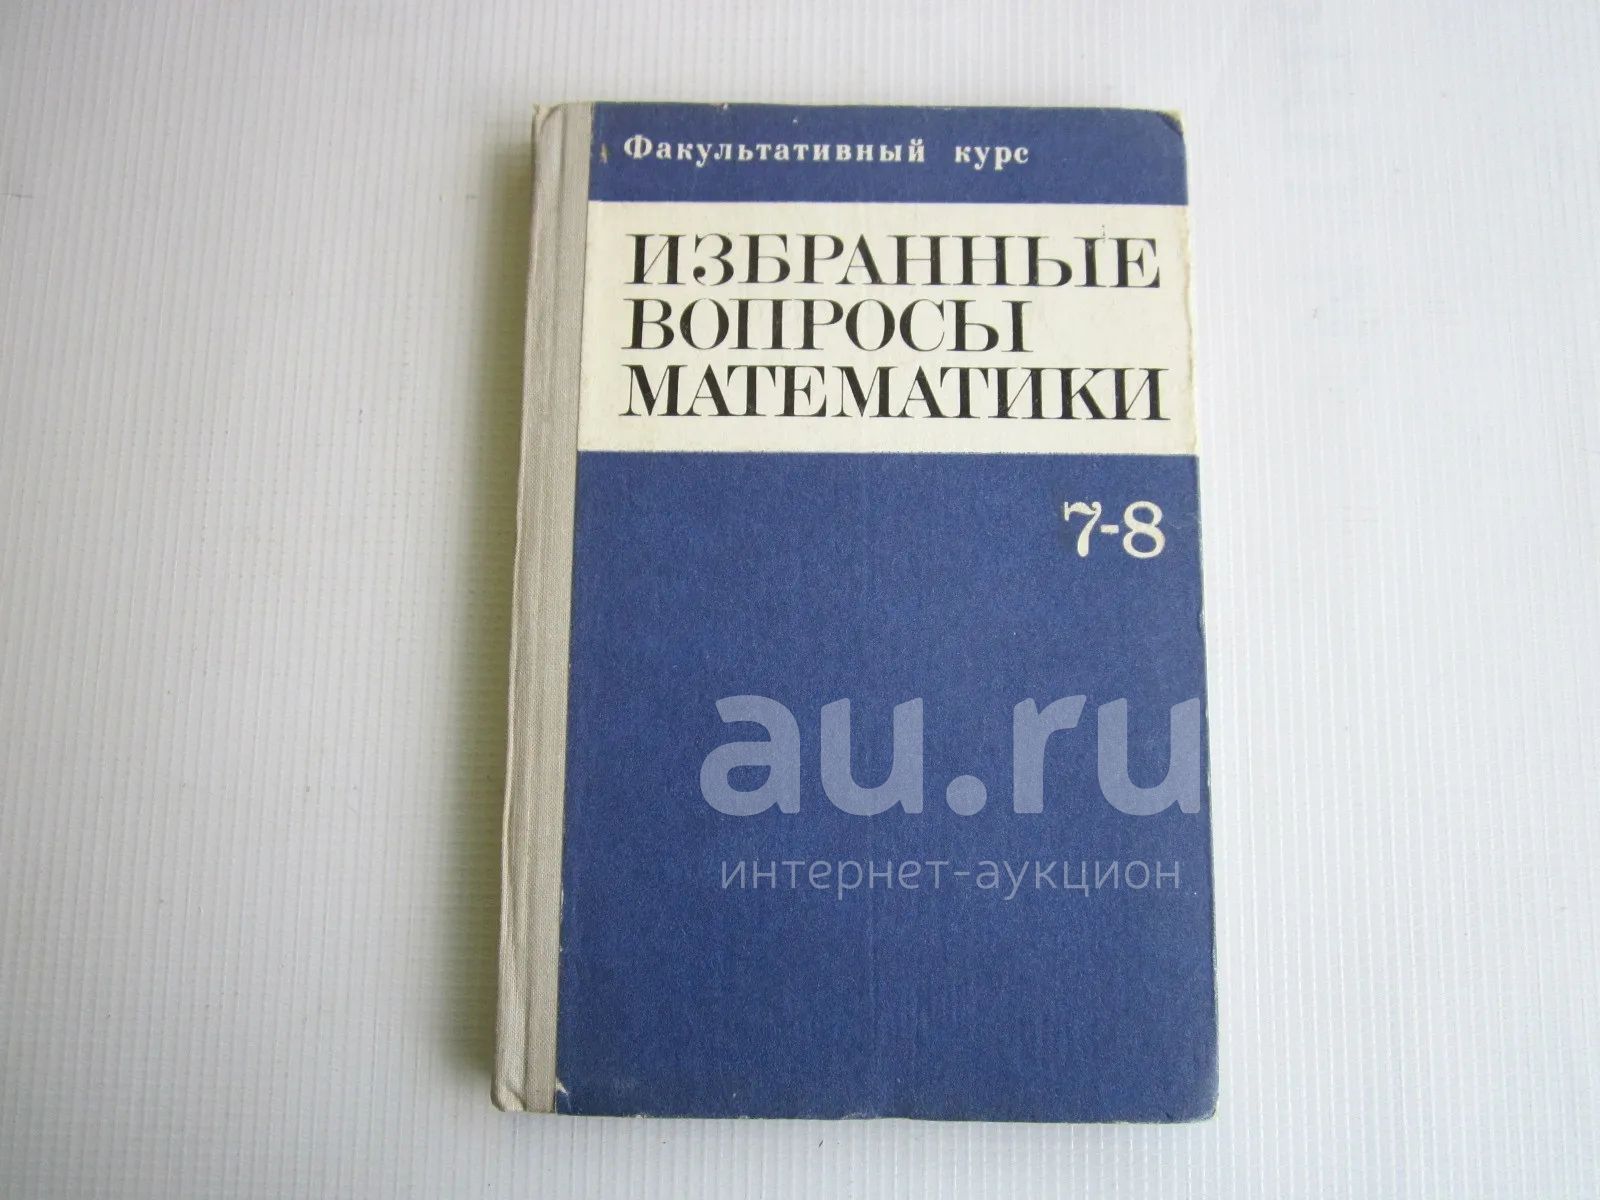 Факультативный курс
ИЗБРАННЫЕ
ВОПРОСЫ
МАТЕМАТИКИ
7-8
au.ru
интернет-аукцион